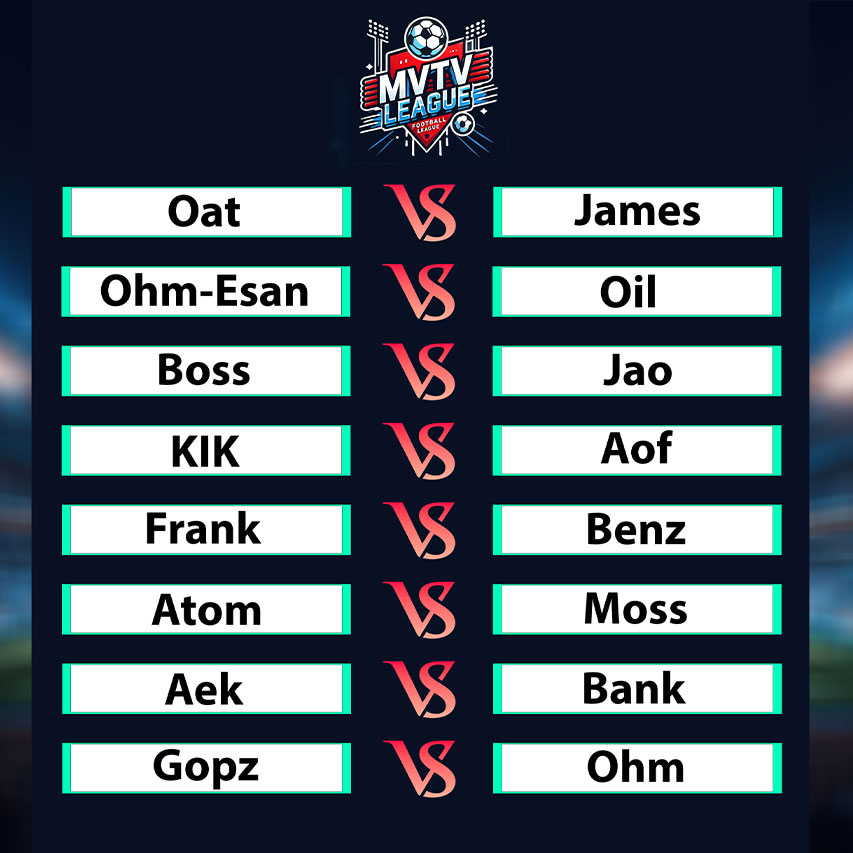 MVTV
LEAGUE
FOOTBALL
LEAGUE
Oat VS James
Ohm-Esan VS Oil
Boss VS Jao
KIK VS Aof
Frank VS Benz
Atom VS Moss
Aek VS Bank
Gopz VS Ohm